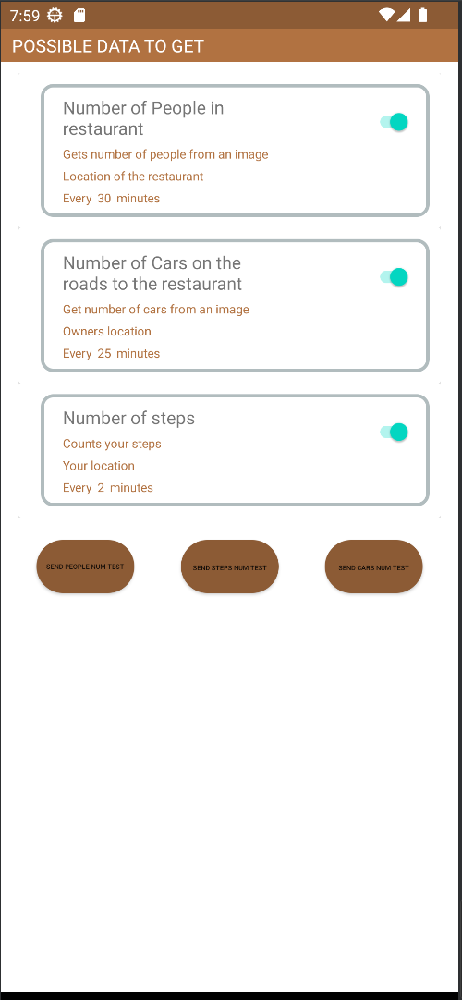 7:59
POSSIBLE DATA TO GET
Number of People in
restaurant
Gets number of people from an image
Location of the restaurant
Every 30 minutes
Number of Cars on the
roads to the restaurant
Get number of cars from an image
Owners location
Every 25 minutes
Number of steps
Counts your steps
Your location
Every 2 minutes
SEND PEOPLE NUM TEST
SEND STEPS NUM TEST
SEND CARS NUM TEST